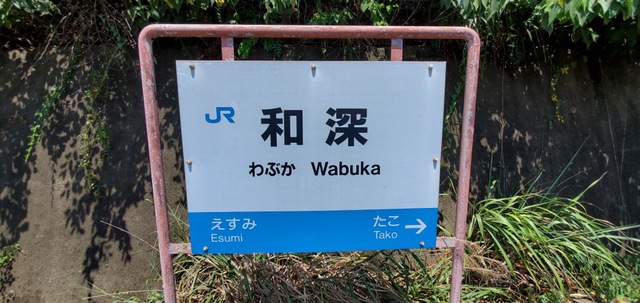 JR 和深
わぶか Wabuka
えすみ たこ →
Esumi Tako